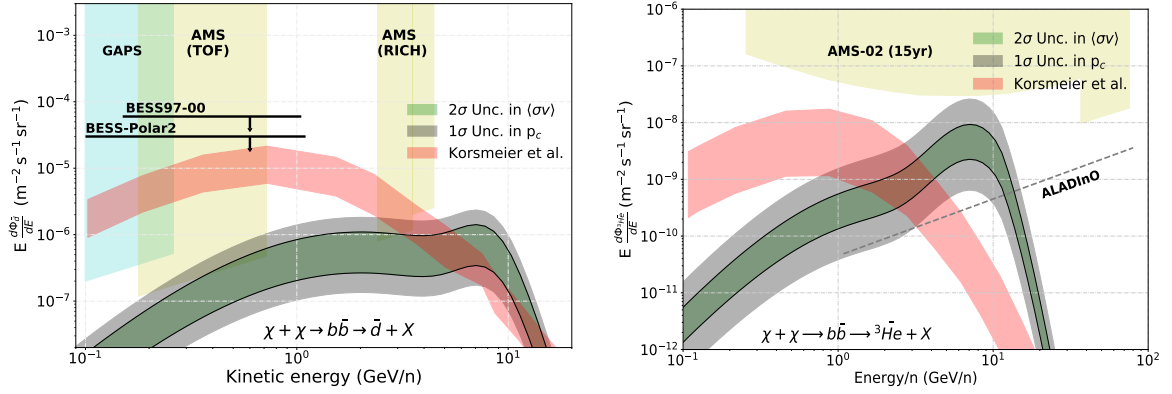 GAPS
AMS
(TOF)
AMS
(RICH)
BESS97-00
BESS-Polar2
2σ Unc. in ⟨σv⟩
1σ Unc. in p_c
Korsmeier et al.
χ + χ → bb̄ → d̄ + X
E dΦ_d̄/dE (m⁻² s⁻¹ sr⁻¹)
10⁻³
10⁻⁴
10⁻⁵
10⁻⁶
10⁻⁷
10⁻¹ 10⁰ 10¹
Kinetic energy (GeV/n)
AMS-02 (15yr)
2σ Unc. in ⟨σv⟩
1σ Unc. in p_c
Korsmeier et al.
ALADInO
χ + χ → bb̄ → ³H̄e + X
E dΦ_³H̄e/dE (m⁻² s⁻¹ sr⁻¹)
10⁻⁶
10⁻⁷
10⁻⁸
10⁻⁹
10⁻¹⁰
10⁻¹¹
10⁻¹²
10⁻¹ 10⁰ 10¹ 10²
Energy/n (GeV/n)